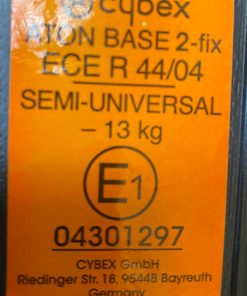 cybex
ATON BASE 2-fix
ECE R 44/04
SEMI-UNIVERSAL
– 13 kg
E1
04301297
CYBEX GmbH
Riedinger Str. 18, 95448 Bayreuth
Germany